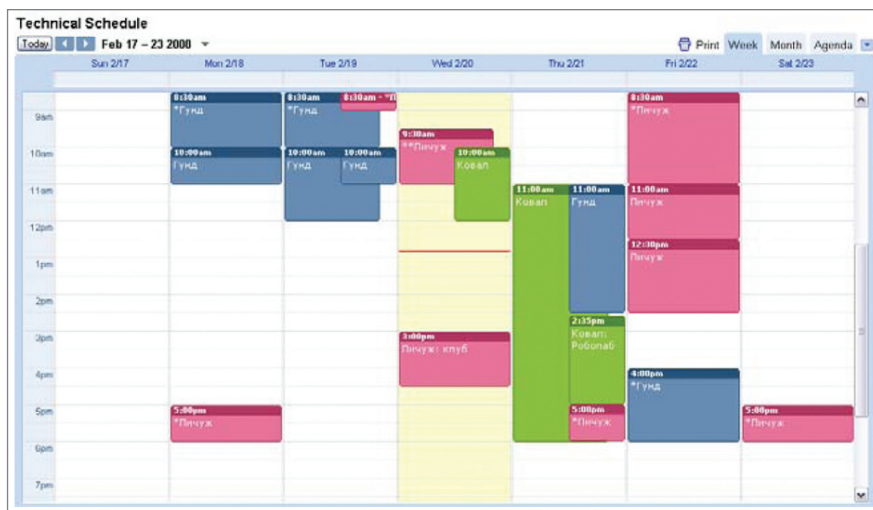 Technical Schedule
Today Feb 17 – 23 2008 Print Week Month Agenda
Sun 2/17 Mon 2/18 Tue 2/19 Wed 2/20 Thu 2/21 Fri 2/22 Sat 2/23
9am
10am
11am
12pm
1pm
2pm
3pm
4pm
5pm
6pm
7pm
8:30am
*Гунд
10:00am
Гунд
5:00pm
*Пичуж
8:30am
*Гунд
8:30am - *П
10:00am
Гунд
10:00am
Гунд
9:30am
**Пичуж
10:00am
Ковал
3:00pm
Пичуж: клуб
11:00am
Ковал
11:00am
Гунд
2:35pm
Ковал:
Робопаб
5:00pm
*Пичуж
8:30am
*Пичуж
11:00am
Пичуж
12:30pm
Пичуж
4:00pm
*Гунд
5:00pm
*Пичуж